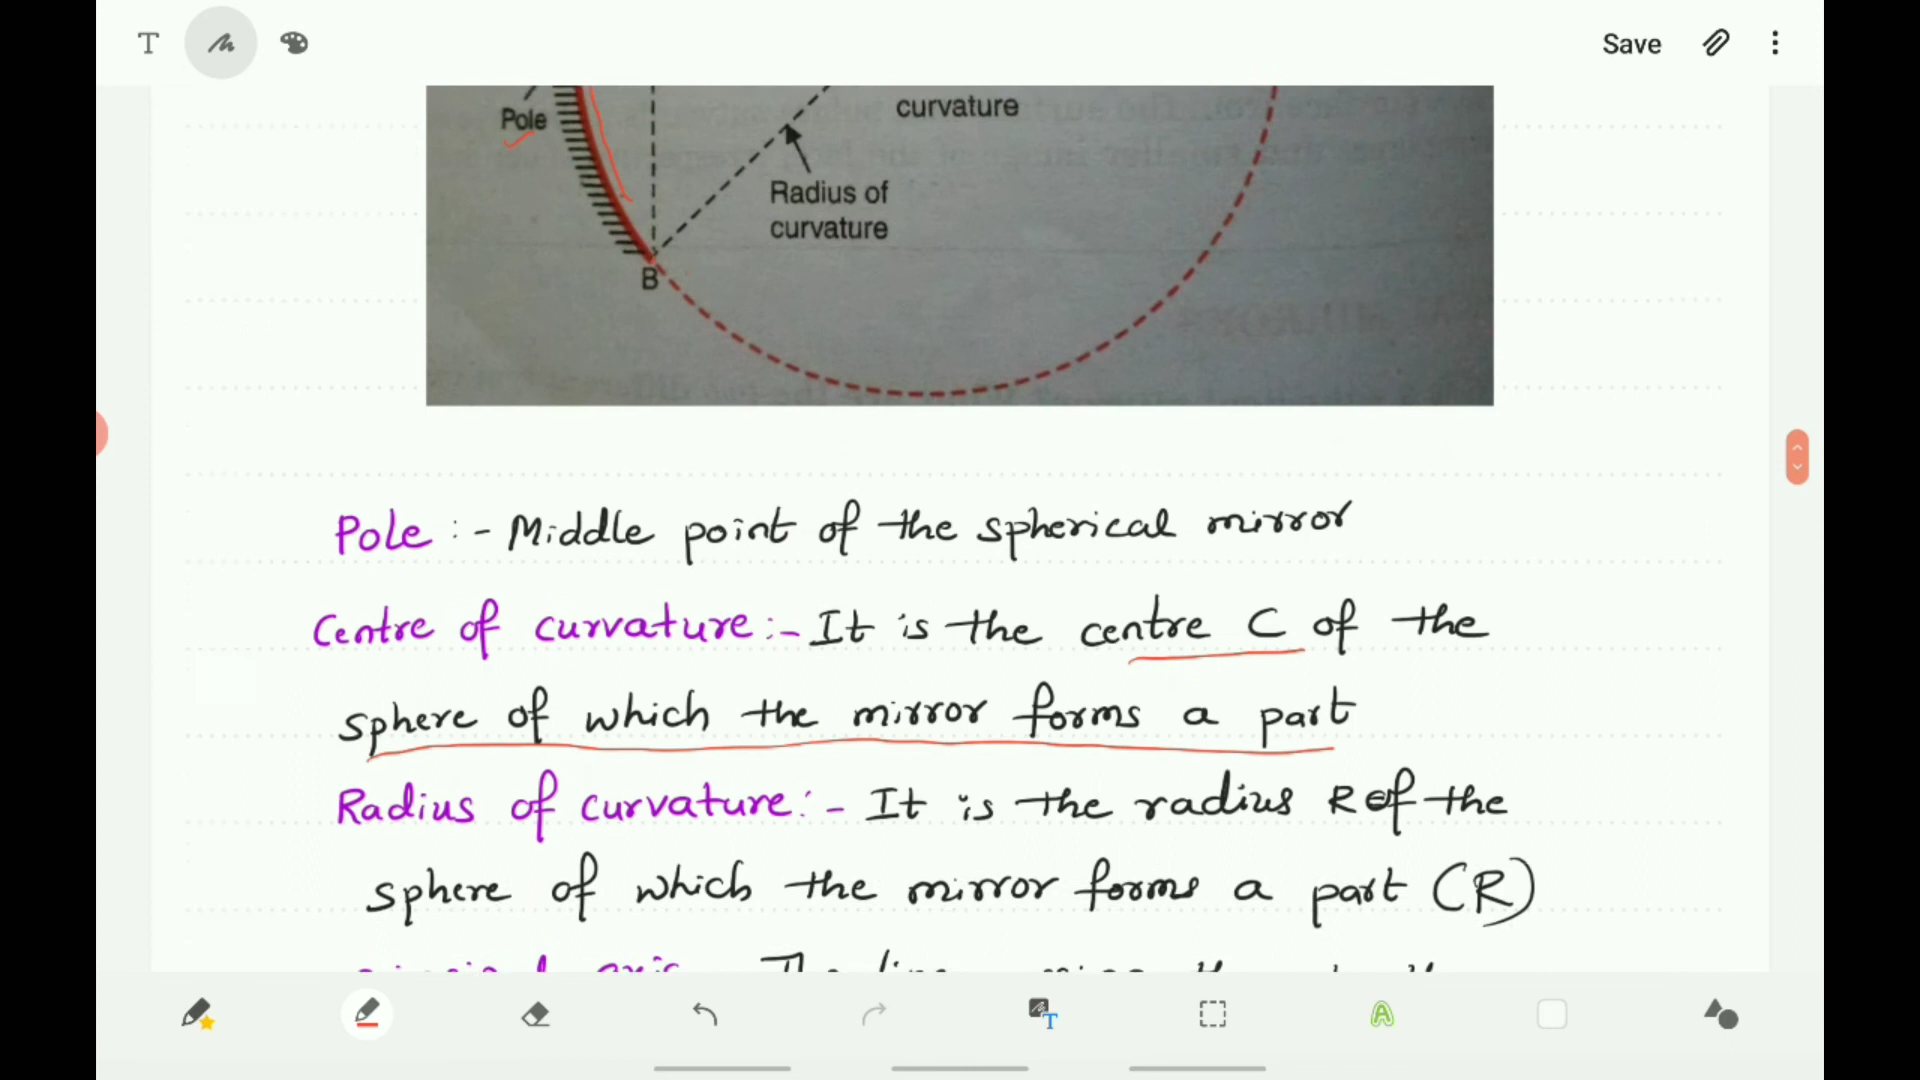 T
Save
Pole
curvature
Radius of
curvature
B
Pole :- Middle point of the spherical mirror
Centre of curvature :- It is the centre C of the
sphere of which the mirror forms a part
Radius of curvature :- It is the radius R of the
sphere of which the mirror forms a part (R)
axis